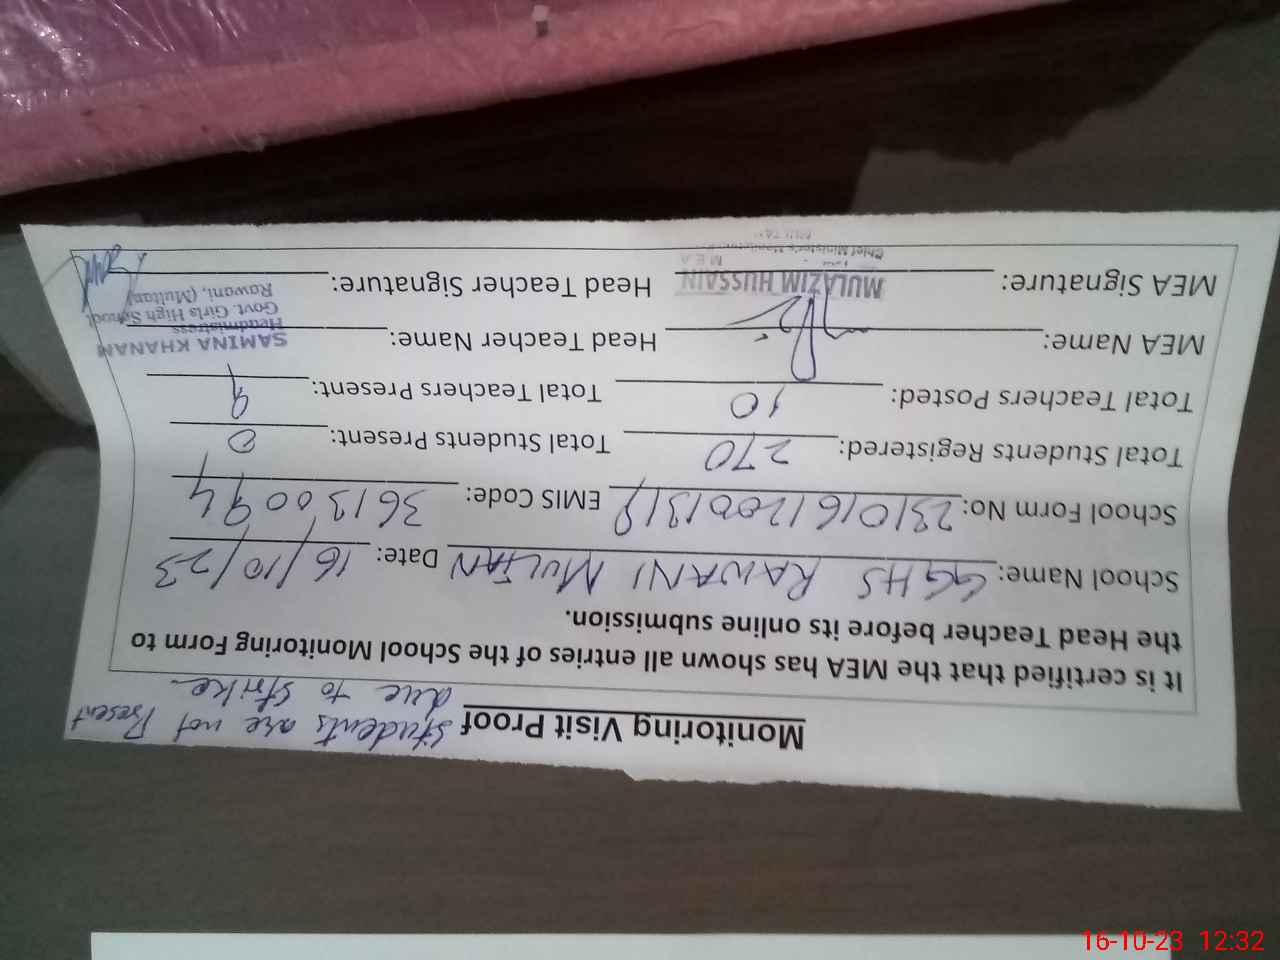 Monitoring Visit Proof
Students are not Present
due to strike
It is certified that the MEA has shown all entries of the School Monitoring Form to
the Head Teacher before its online submission.
School Name: GGHS RAWANI MULTAN Date: 16/10/23
School Form No: EMIS Code: 36130094
Total Students Registered: 270 Total Students Present: 0
Total Teachers Posted: 10 Total Teachers Present: 9
MEA Name: Head Teacher Name:
SAMINA KHANAM
Headmistress
Govt. Girls High School
Rawani, (Multan)
MEA Signature: Head Teacher Signature:
MULAZIM HUSSAIN
M E A
16-10-23 12:32